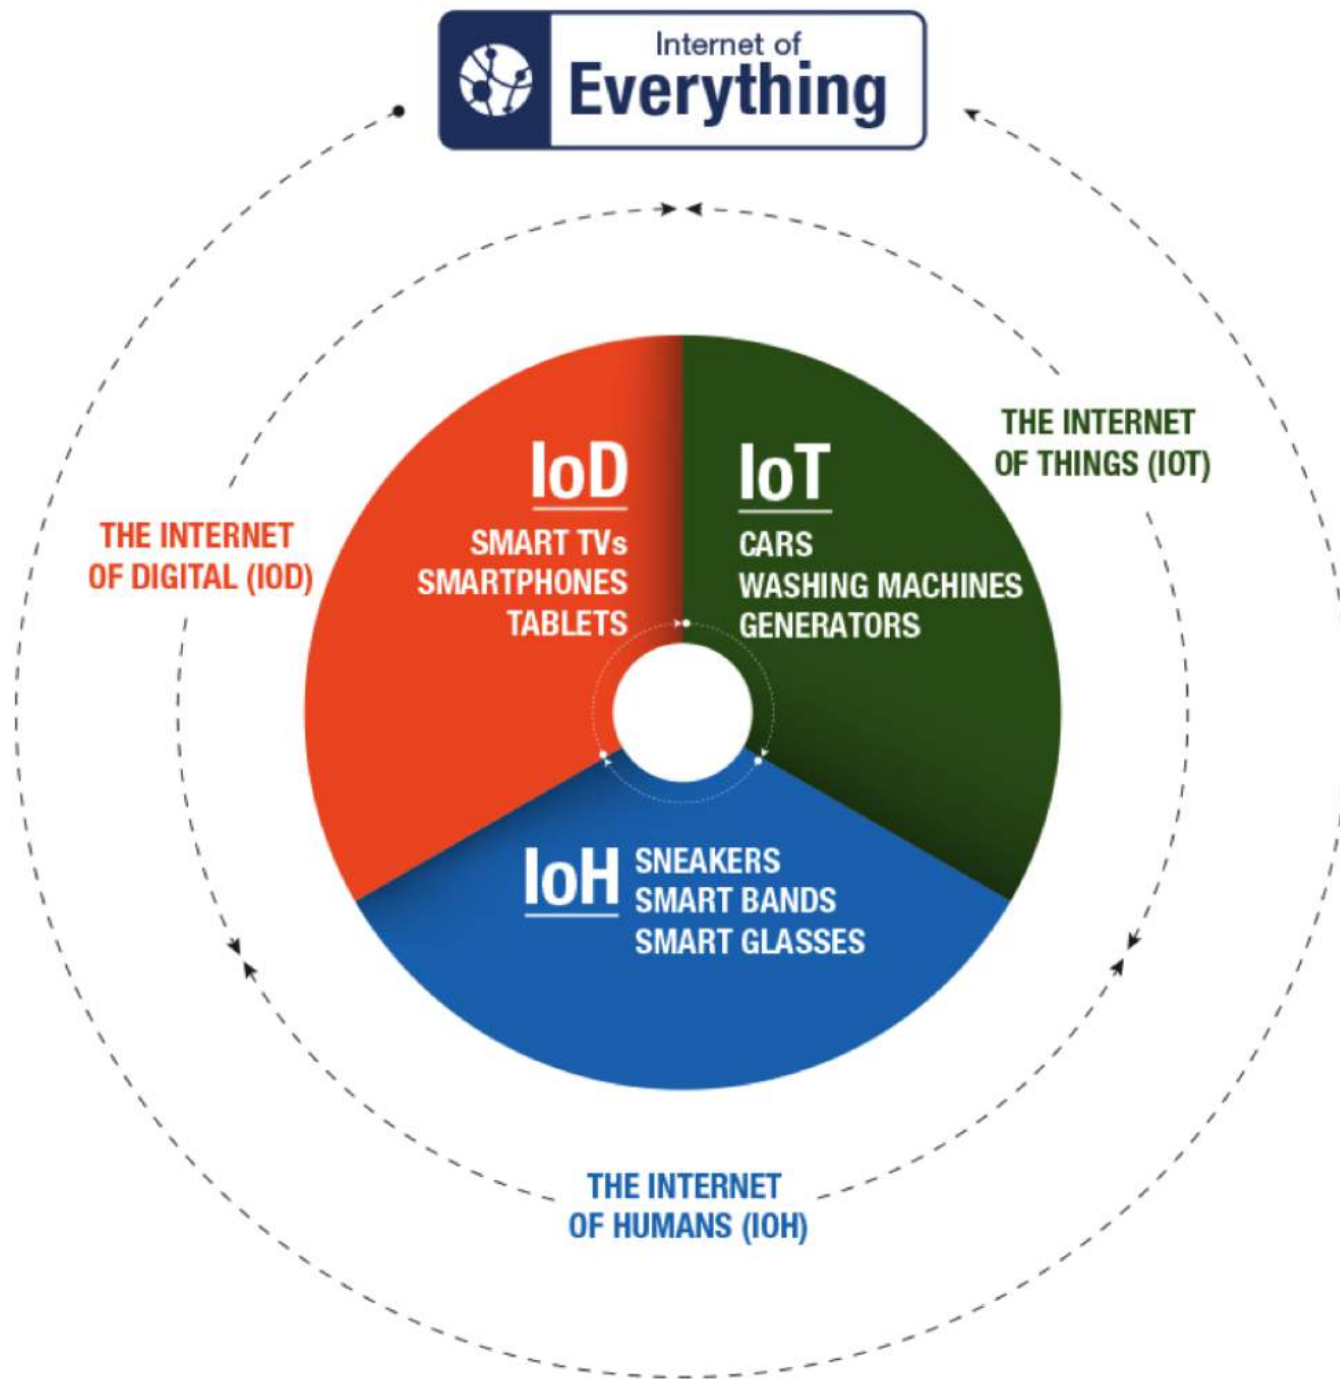 Internet of
Everything
THE INTERNET
OF THINGS (IOT)
THE INTERNET
OF DIGITAL (IOD)
IoD
SMART TVs
SMARTPHONES
TABLETS
IoT
CARS
WASHING MACHINES
GENERATORS
IoH
SNEAKERS
SMART BANDS
SMART GLASSES
THE INTERNET
OF HUMANS (IOH)